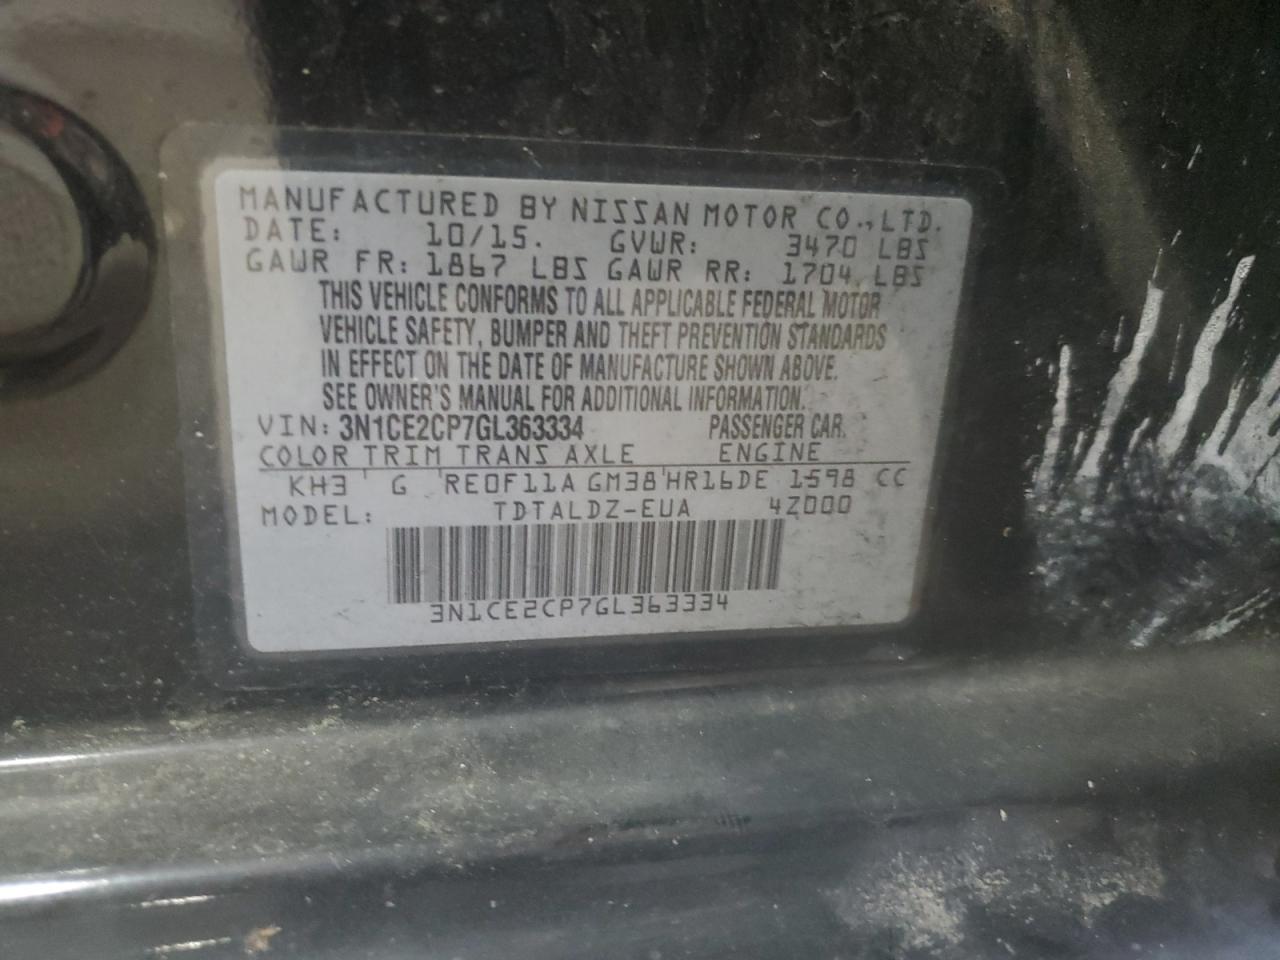 MANUFACTURED BY NISSAN MOTOR CO.,LTD.
DATE: 10/15. GVWR: 3470 LBS
GAWR FR: 1867 LBS GAWR RR: 1704 LBS
THIS VEHICLE CONFORMS TO ALL APPLICABLE FEDERAL MOTOR
VEHICLE SAFETY, BUMPER AND THEFT PREVENTION STANDARDS
IN EFFECT ON THE DATE OF MANUFACTURE SHOWN ABOVE.
SEE OWNER'S MANUAL FOR ADDITIONAL INFORMATION.
VIN: 3N1CE2CP7GL363334 PASSENGER CAR.
COLOR TRIM TRANS AXLE ENGINE
KH3 ' G ' RE0F11A GM38 ' HR16DE 1598 CC
MODEL: TDTALDZ-EUA 4Z000
3N1CE2CP7GL363334